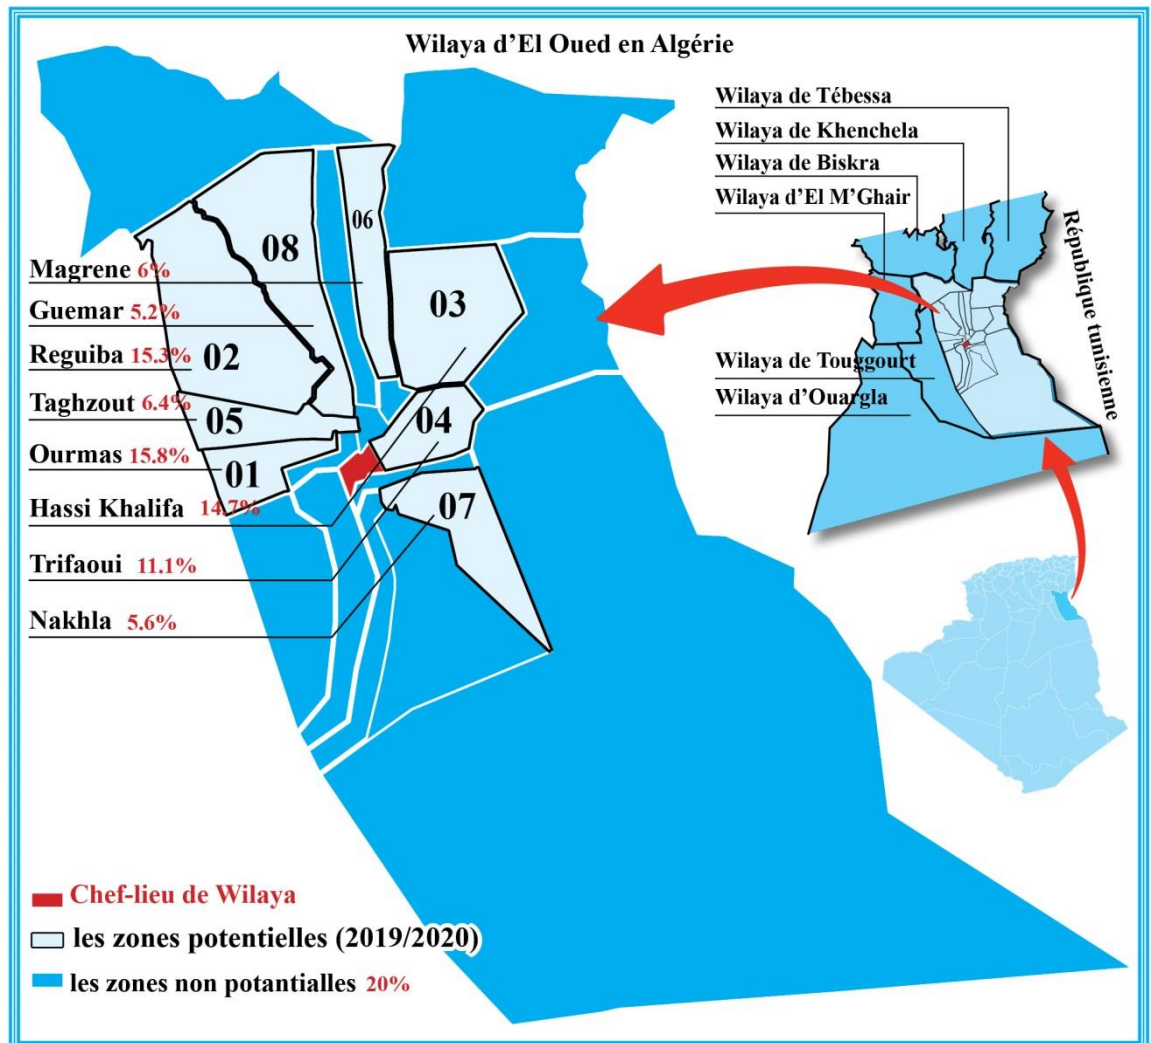 Wilaya d'El Oued en Algérie
Wilaya de Tébessa
Wilaya de Khenchela
Wilaya de Biskra
Wilaya d'El M'Ghair
République tunisienne
Wilaya de Touggourt
Wilaya d'Ouargla
06
08
03
02
04
05
01
07
Magrene 6%
Guemar 5.2%
Reguiba 15.3%
Taghzout 6.4%
Ourmas 15.8%
Hassi Khalifa 14.7%
Trifaoui 11.1%
Nakhla 5.6%
Chef-lieu de Wilaya
les zones potentielles (2019/2020)
les zones non potantialles 20%